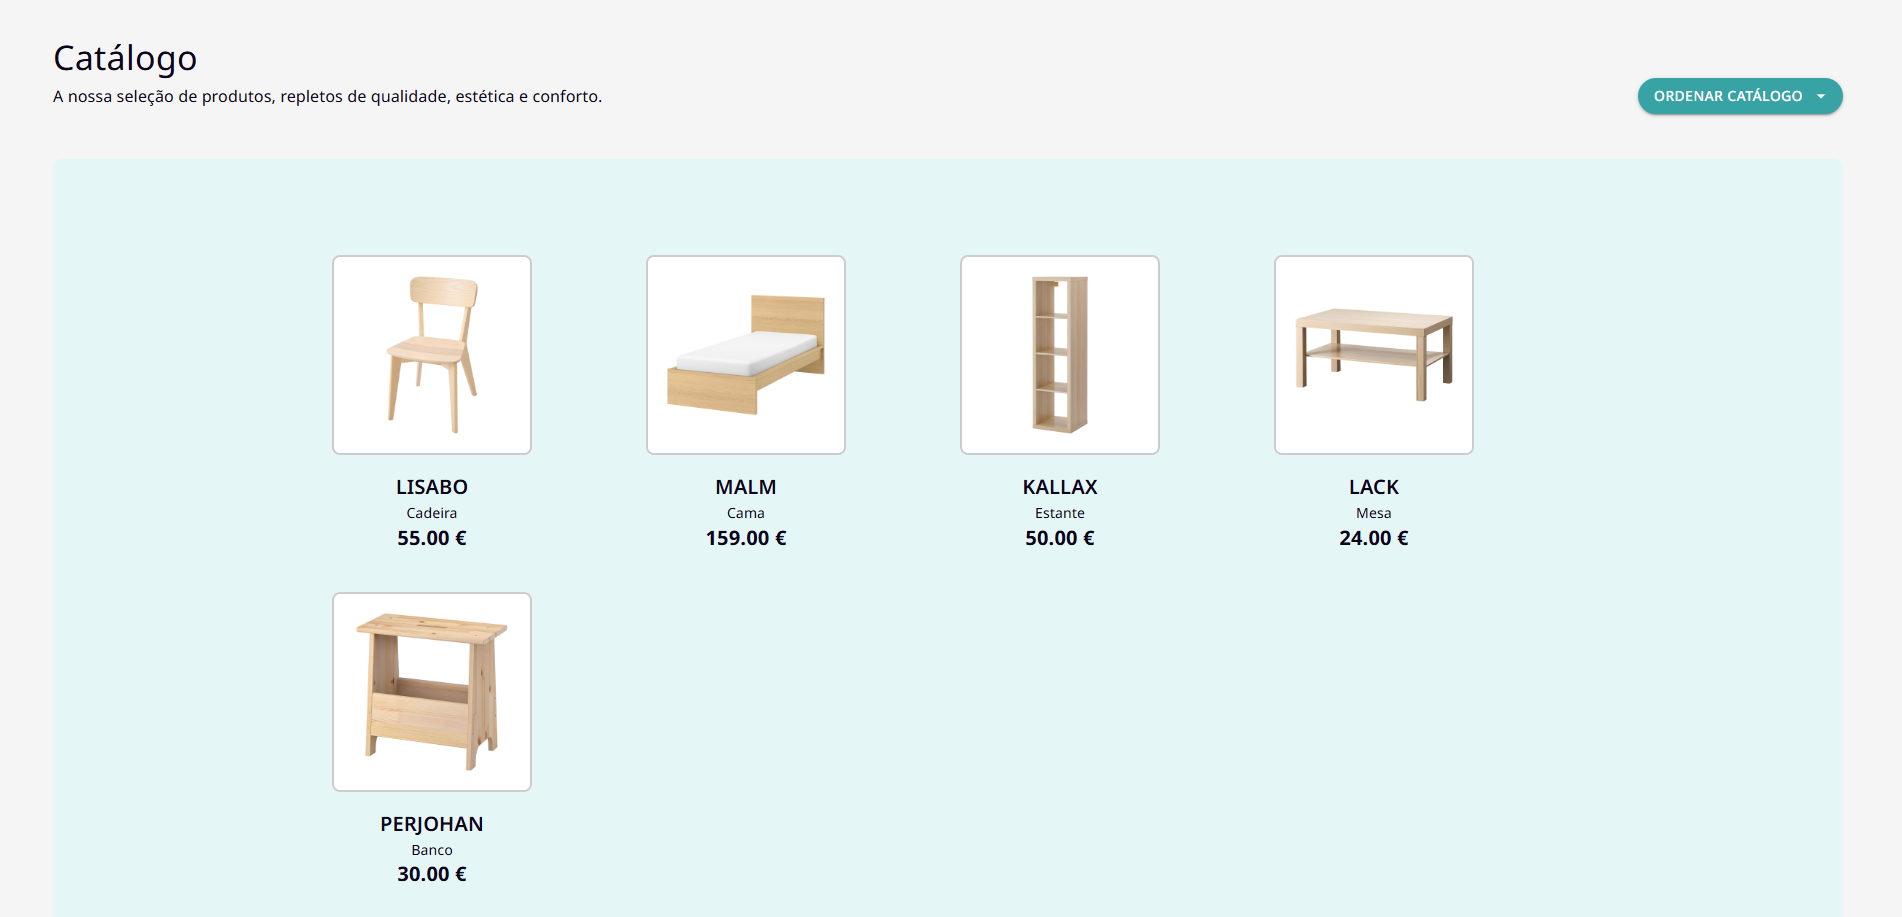 Catálogo
A nossa seleção de produtos, repletos de qualidade, estética e conforto.
ORDENAR CATÁLOGO
LISABO
Cadeira
55.00 €
MALM
Cama
159.00 €
KALLAX
Estante
50.00 €
LACK
Mesa
24.00 €
PERJOHAN
Banco
30.00 €